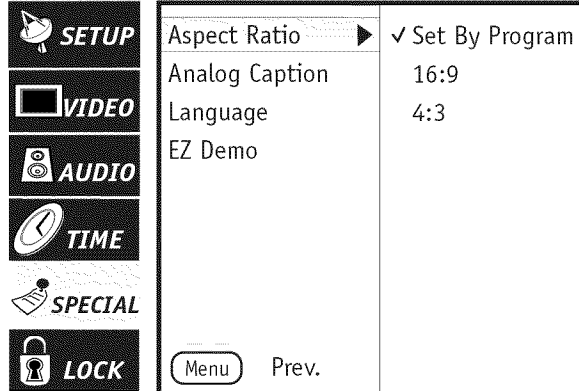 SETUP
VIDEO
AUDIO
TIME
SPECIAL
LOCK
Aspect Ratio
Analog Caption
Language
EZ Demo
Menu Prev.
✓ Set By Program
16:9
4:3